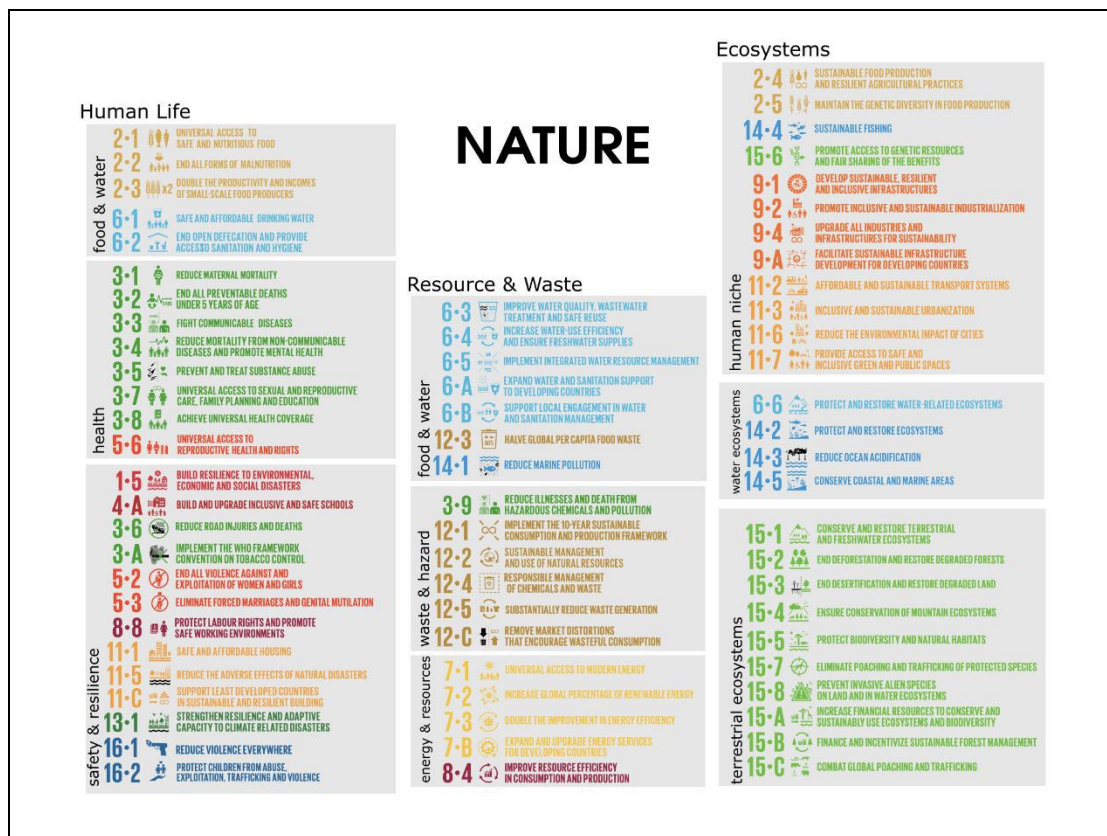 NATURE
Human Life
food & water
2·1 UNIVERSAL ACCESS TO
SAFE AND NUTRITIOUS FOOD
2·2 END ALL FORMS OF MALNUTRITION
2·3 x2 DOUBLE THE PRODUCTIVITY AND INCOMES
OF SMALL-SCALE FOOD PRODUCERS
6·1 SAFE AND AFFORDABLE DRINKING WATER
6·2 END OPEN DEFECATION AND PROVIDE
ACCESSTO SANITATION AND HYGIENE
health
3·1 REDUCE MATERNAL MORTALITY
3·2 END ALL PREVENTABLE DEATHS
UNDER 5 YEARS OF AGE
3·3 FIGHT COMMUNICABLE DISEASES
3·4 REDUCE MORTALITY FROM NON-COMMUNICABLE
DISEASES AND PROMOTE MENTAL HEALTH
3·5 PREVENT AND TREAT SUBSTANCE ABUSE
3·7 UNIVERSAL ACCESS TO SEXUAL AND REPRODUCTIVE
CARE, FAMILY PLANNING AND EDUCATION
3·8 ACHIEVE UNIVERSAL HEALTH COVERAGE
5·6 UNIVERSAL ACCESS TO
REPRODUCTIVE HEALTH AND RIGHTS
safety & resilience
1·5 BUILD RESILIENCE TO ENVIRONMENTAL,
ECONOMIC AND SOCIAL DISASTERS
4·A BUILD AND UPGRADE INCLUSIVE AND SAFE SCHOOLS
3·6 REDUCE ROAD INJURIES AND DEATHS
3·A IMPLEMENT THE WHO FRAMEWORK
CONVENTION ON TOBACCO CONTROL
5·2 END ALL VIOLENCE AGAINST AND
EXPLOITATION OF WOMEN AND GIRLS
5·3 ELIMINATE FORCED MARRIAGES AND GENITAL MUTILATION
8·8 PROTECT LABOUR RIGHTS AND PROMOTE
SAFE WORKING ENVIRONMENTS
11·1 SAFE AND AFFORDABLE HOUSING
11·5 REDUCE THE ADVERSE EFFECTS OF NATURAL DISASTERS
11·C SUPPORT LEAST DEVELOPED COUNTRIES
IN SUSTAINABLE AND RESILIENT BUILDING
13·1 STRENGTHEN RESILIENCE AND ADAPTIVE
CAPACITY TO CLIMATE RELATED DISASTERS
16·1 REDUCE VIOLENCE EVERYWHERE
16·2 PROTECT CHILDREN FROM ABUSE,
EXPLOITATION, TRAFFICKING AND VIOLENCE
Resource & Waste
food & water
6·3 IMPROVE WATER QUALITY, WASTEWATER
TREATMENT AND SAFE REUSE
6·4 INCREASE WATER-USE EFFICIENCY
AND ENSURE FRESHWATER SUPPLIES
6·5 IMPLEMENT INTEGRATED WATER RESOURCE MANAGEMENT
6·A EXPAND WATER AND SANITATION SUPPORT
TO DEVELOPING COUNTRIES
6·B SUPPORT LOCAL ENGAGEMENT IN WATER
AND SANITATION MANAGEMENT
12·3 HALVE GLOBAL PER CAPITA FOOD WASTE
14·1 REDUCE MARINE POLLUTION
waste & hazard
3·9 REDUCE ILLNESSES AND DEATH FROM
HAZARDOUS CHEMICALS AND POLLUTION
12·1 IMPLEMENT THE 10-YEAR SUSTAINABLE
CONSUMPTION AND PRODUCTION FRAMEWORK
12·2 SUSTAINABLE MANAGEMENT
AND USE OF NATURAL RESOURCES
12·4 RESPONSIBLE MANAGEMENT
OF CHEMICALS AND WASTE
12·5 SUBSTANTIALLY REDUCE WASTE GENERATION
12·C REMOVE MARKET DISTORTIONS
THAT ENCOURAGE WASTEFUL CONSUMPTION
energy & resources
7·1 UNIVERSAL ACCESS TO MODERN ENERGY
7·2 INCREASE GLOBAL PERCENTAGE OF RENEWABLE ENERGY
7·3 DOUBLE THE IMPROVEMENT IN ENERGY EFFICIENCY
7·B EXPAND AND UPGRADE ENERGY SERVICES
FOR DEVELOPING COUNTRIES
8·4 IMPROVE RESOURCE EFFICIENCY
IN CONSUMPTION AND PRODUCTION
Ecosystems
human niche
2·4 SUSTAINABLE FOOD PRODUCTION
AND RESILIENT AGRICULTURAL PRACTICES
2·5 MAINTAIN THE GENETIC DIVERSITY IN FOOD PRODUCTION
14·4 SUSTAINABLE FISHING
15·6 PROMOTE ACCESS TO GENETIC RESOURCES
AND FAIR SHARING OF THE BENEFITS
9·1 DEVELOP SUSTAINABLE, RESILIENT
AND INCLUSIVE INFRASTRUCTURES
9·2 PROMOTE INCLUSIVE AND SUSTAINABLE INDUSTRIALIZATION
9·4 UPGRADE ALL INDUSTRIES AND
INFRASTRUCTURES FOR SUSTAINABILITY
9·A FACILITATE SUSTAINABLE INFRASTRUCTURE
DEVELOPMENT FOR DEVELOPING COUNTRIES
11·2 AFFORDABLE AND SUSTAINABLE TRANSPORT SYSTEMS
11·3 INCLUSIVE AND SUSTAINABLE URBANIZATION
11·6 REDUCE THE ENVIRONMENTAL IMPACT OF CITIES
11·7 PROVIDE ACCESS TO SAFE AND
INCLUSIVE GREEN AND PUBLIC SPACES
water ecosystems
6·6 PROTECT AND RESTORE WATER-RELATED ECOSYSTEMS
14·2 PROTECT AND RESTORE ECOSYSTEMS
14·3 REDUCE OCEAN ACIDIFICATION
14·5 CONSERVE COASTAL AND MARINE AREAS
terrestrial ecosystems
15·1 CONSERVE AND RESTORE TERRESTRIAL
AND FRESHWATER ECOSYSTEMS
15·2 END DEFORESTATION AND RESTORE DEGRADED FORESTS
15·3 END DESERTIFICATION AND RESTORE DEGRADED LAND
15·4 ENSURE CONSERVATION OF MOUNTAIN ECOSYSTEMS
15·5 PROTECT BIODIVERSITY AND NATURAL HABITATS
15·7 ELIMINATE POACHING AND TRAFFICKING OF PROTECTED SPECIES
15·8 PREVENT INVASIVE ALIEN SPECIES
ON LAND AND IN WATER ECOSYSTEMS
15·A INCREASE FINANCIAL RESOURCES TO CONSERVE AND
SUSTAINABLY USE ECOSYSTEMS AND BIODIVERSITY
15·B FINANCE AND INCENTIVIZE SUSTAINABLE FOREST MANAGEMENT
15·C COMBAT GLOBAL POACHING AND TRAFFICKING